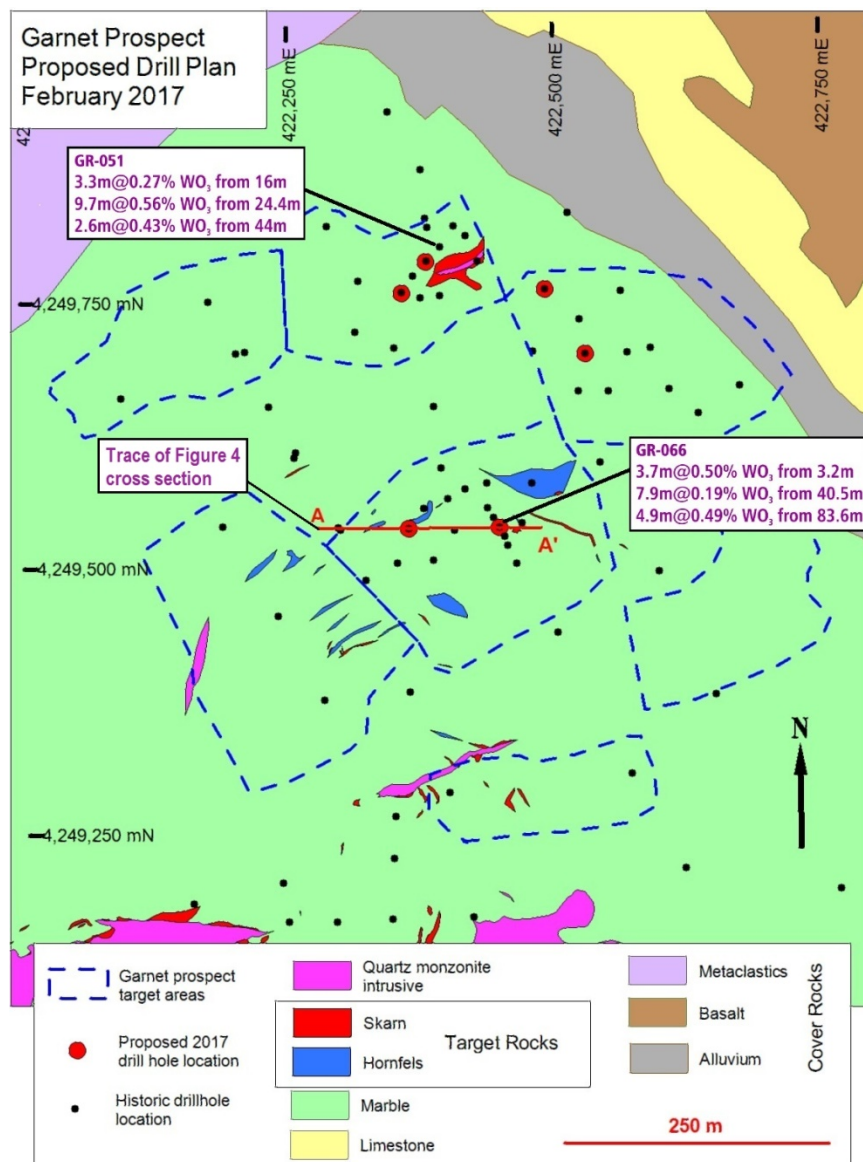 Garnet Prospect
Proposed Drill Plan
February 2017
42
422,250 mE
422,500 mE
422,750 mE
GR-051
3.3m@0.27% WO₃ from 16m
9.7m@0.56% WO₃ from 24.4m
2.6m@0.43% WO₃ from 44m
4,249,750 mN
Trace of Figure 4
cross section
GR-066
3.7m@0.50% WO₃ from 3.2m
7.9m@0.19% WO₃ from 40.5m
4.9m@0.49% WO₃ from 83.6m
A
A'
4,249,500 mN
N
4,249,250 mN
Garnet prospect
target areas
Proposed 2017
drill hole location
Historic drillhole
location
Quartz monzonite
intrusive
Skarn
Hornfels
Target Rocks
Marble
Limestone
Metaclastics
Basalt
Alluvium
Cover Rocks
250 m